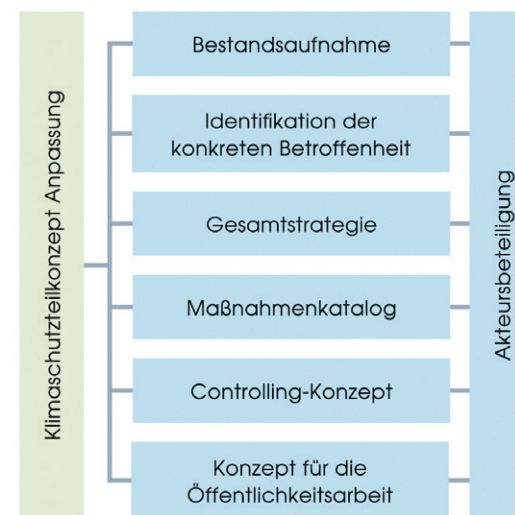 Klimaschutzteilkonzept Anpassung
Bestandsaufnahme
Identifikation der
konkreten Betroffenheit
Gesamtstrategie
Maßnahmenkatalog
Controlling-Konzept
Konzept für die
Öffentlichkeitsarbeit
Akteursbeteiligung